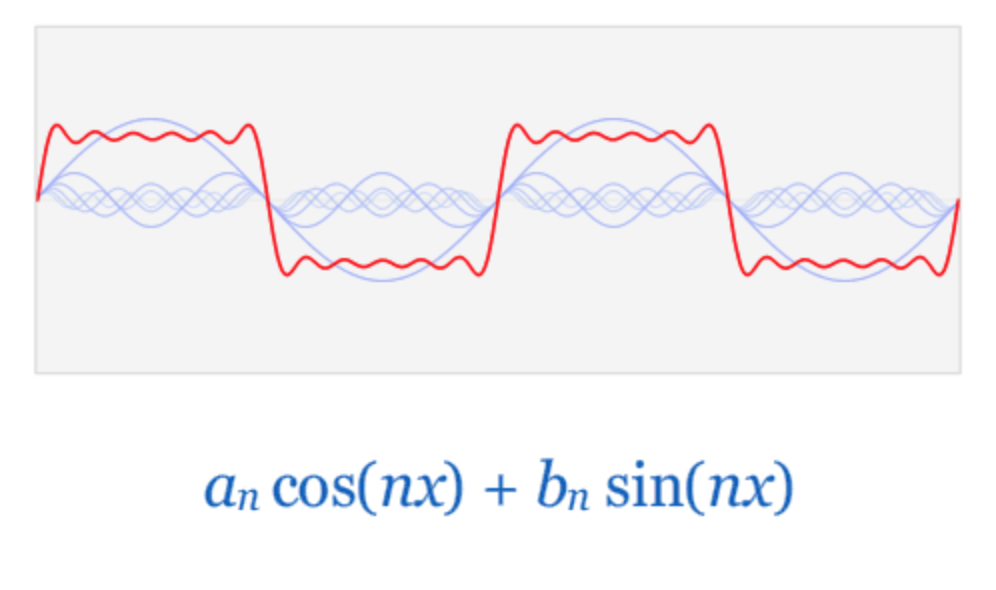 aₙ cos(nx) + bₙ sin(nx)